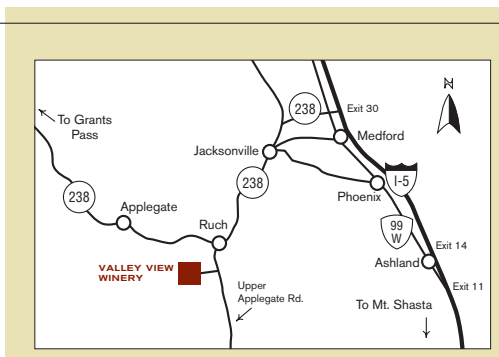 N
238
Exit 30
To Grants
Pass
Medford
Jacksonville
238
I-5
238
Phoenix
Applegate
99
W
Ruch
Exit 14
Ashland
VALLEY VIEW
WINERY
Exit 11
Upper
Applegate Rd.
To Mt. Shasta